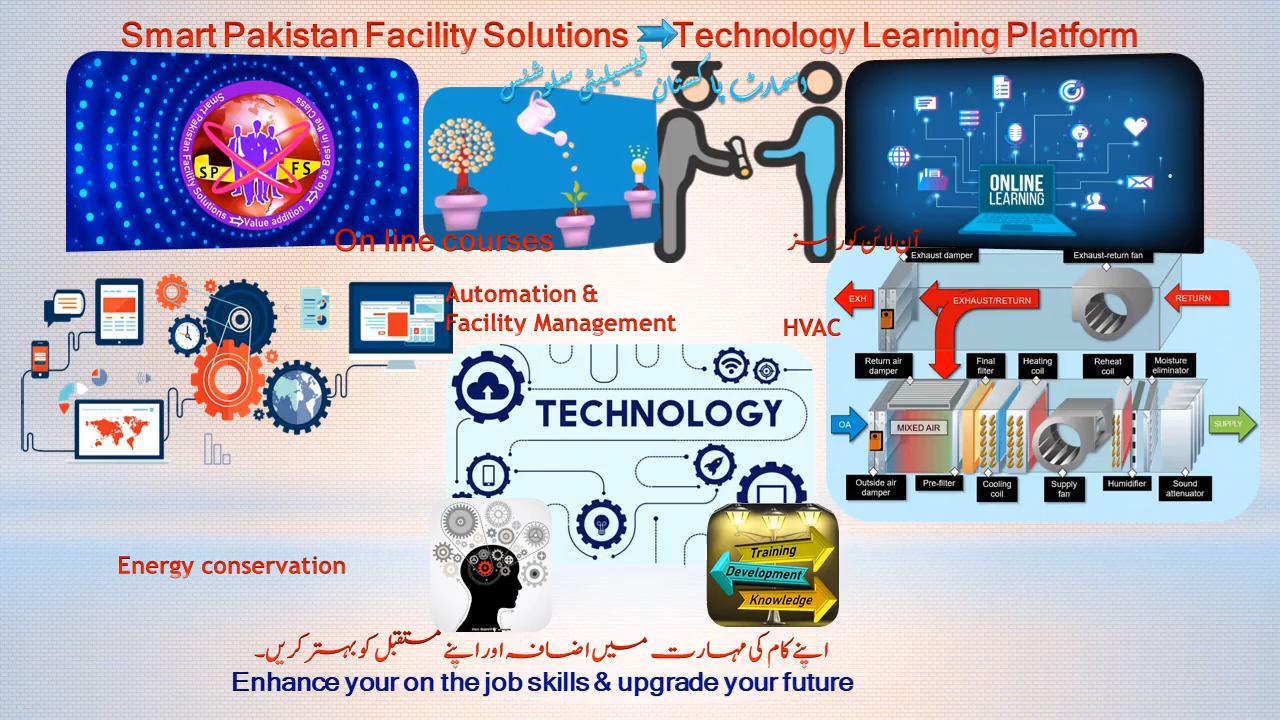 Smart Pakistan Facility Solutions Technology Learning Platform
اسمارٹ پاکستان فیسیلیٹی سلوشنس
Smart Pakistan Facility Solutions
Value addition
To be Best in the Class
SP FS
ONLINE
LEARNING
On line courses
آن لائن کورسز
Automation &
Facility Management
HVAC
Exhaust damper
Exhaust-return fan
EXH
EXHAUST/RETURN
RETURN
Return air
damper
Final
filter
Heating
coil
Reheat
coil
Moisture
eliminator
OA
MIXED AIR
SUPPLY
Outside air
damper
Pre-filter
Cooling
coil
Supply
fan
Humidifier
Sound
attenuator
TECHNOLOGY
Energy conservation
Training
Development
Knowledge
اپنے کام کی مہارت میں اضافہ اور اپنے مستقبل کو بہتر کریں۔
Enhance your on the job skills & upgrade your future